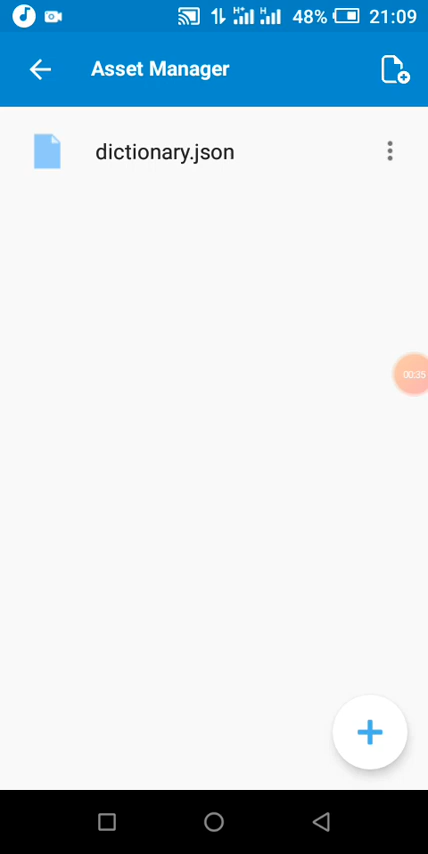 H+ H 48% 21:09
Asset Manager
dictionary.json
00:35